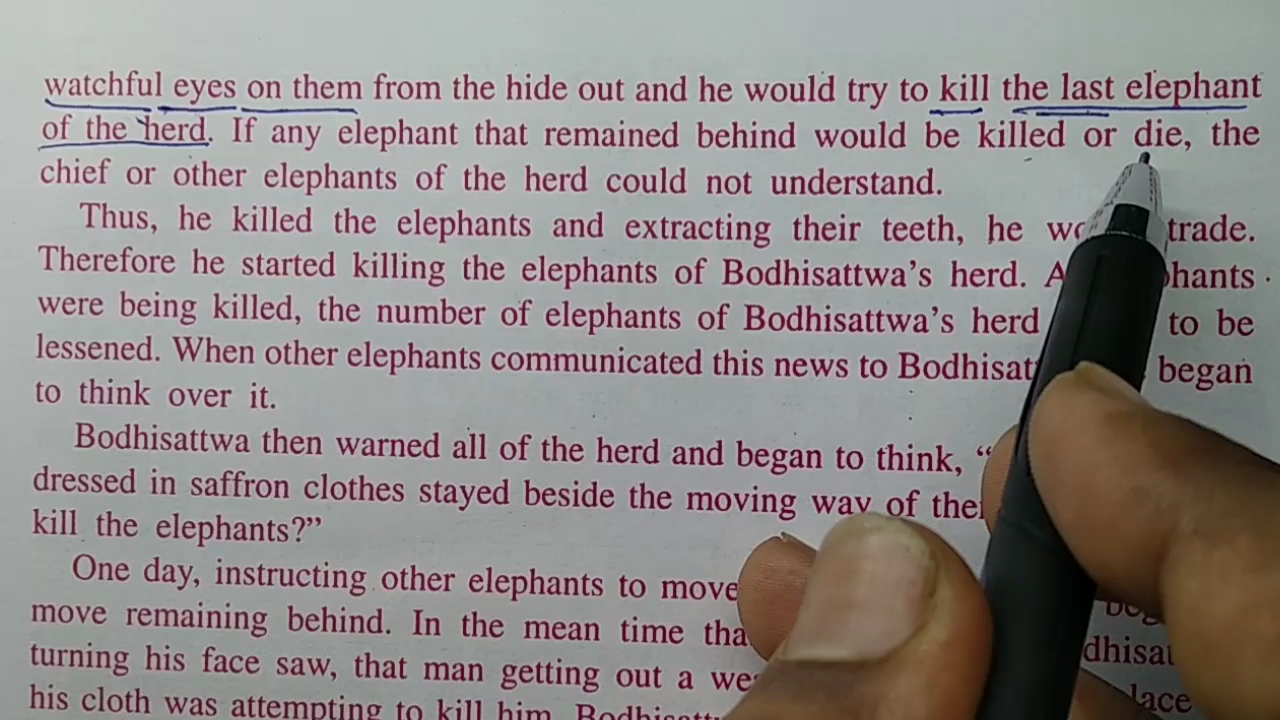 watchful eyes on them from the hide out and he would try to kill the last elephant
of the herd. If any elephant that remained behind would be killed or die, the
chief or other elephants of the herd could not understand.
Thus, he killed the elephants and extracting their teeth, he trade.
Therefore he started killing the elephants of Bodhisattwa's herd.
were being killed, the number of elephants of Bodhisattwa's herd to be
lessened. When other elephants communicated this news to began
to think over it.
Bodhisattwa then warned all of the herd and began to think, “
dressed in saffron clothes stayed beside the moving way of
kill the elephants?”
One day, instructing other elephants to move
move remaining behind. In the mean time
turning his face saw, that man getting out a
his cloth was attempting to kill him.